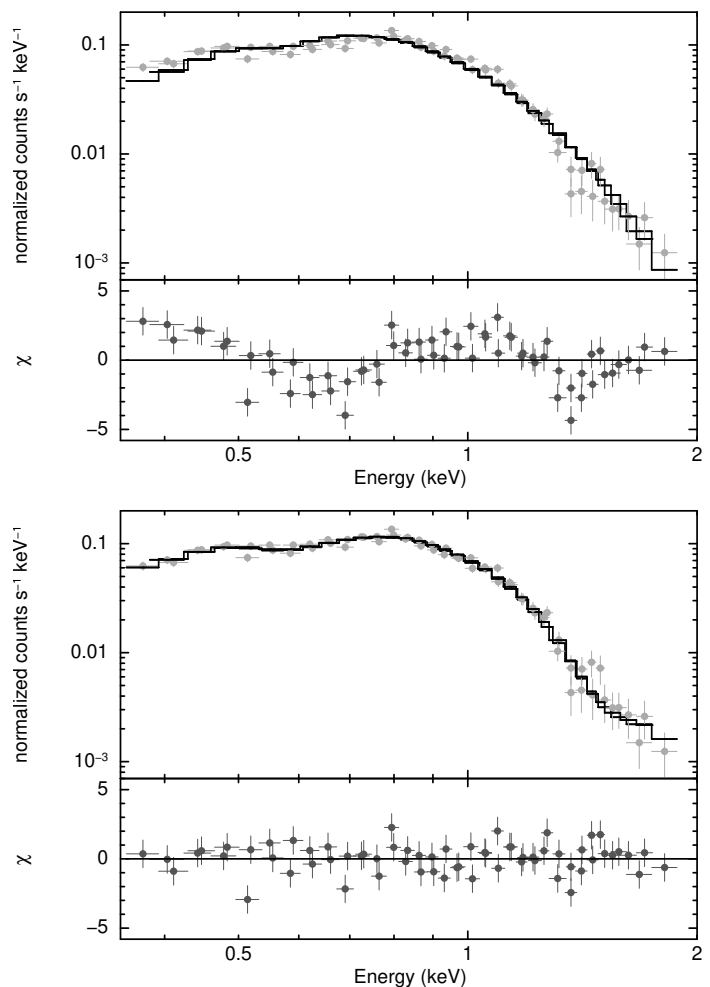 normalized counts s⁻¹ keV⁻¹
0.1
0.01
10⁻³
χ
5
0
−5
0.5 1 2
Energy (keV)
normalized counts s⁻¹ keV⁻¹
0.1
0.01
10⁻³
χ
5
0
−5
0.5 1 2
Energy (keV)